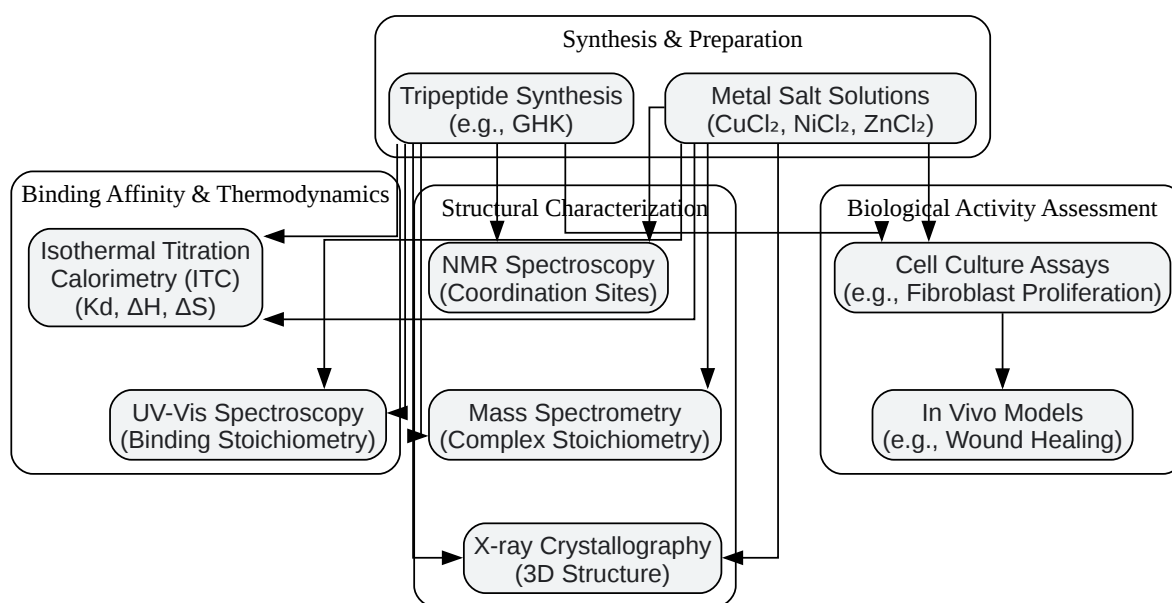 Synthesis & Preparation
Tripeptide Synthesis
(e.g., GHK)
Metal Salt Solutions
(CuCl₂, NiCl₂, ZnCl₂)
Binding Affinity & Thermodynamics
Isothermal Titration
Calorimetry (ITC)
(Kd, ΔH, ΔS)
UV-Vis Spectroscopy
(Binding Stoichiometry)
Structural Characterization
NMR Spectroscopy
(Coordination Sites)
Mass Spectrometry
(Complex Stoichiometry)
X-ray Crystallography
(3D Structure)
Biological Activity Assessment
Cell Culture Assays
(e.g., Fibroblast Proliferation)
In Vivo Models
(e.g., Wound Healing)